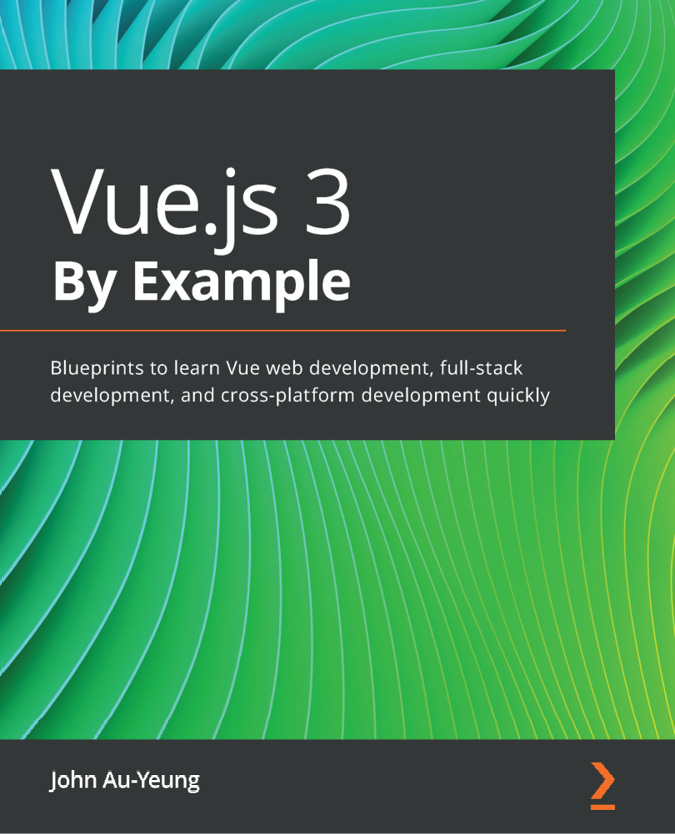 Vue.js 3
By Example
Blueprints to learn Vue web development, full-stack
development, and cross-platform development quickly
John Au-Yeung